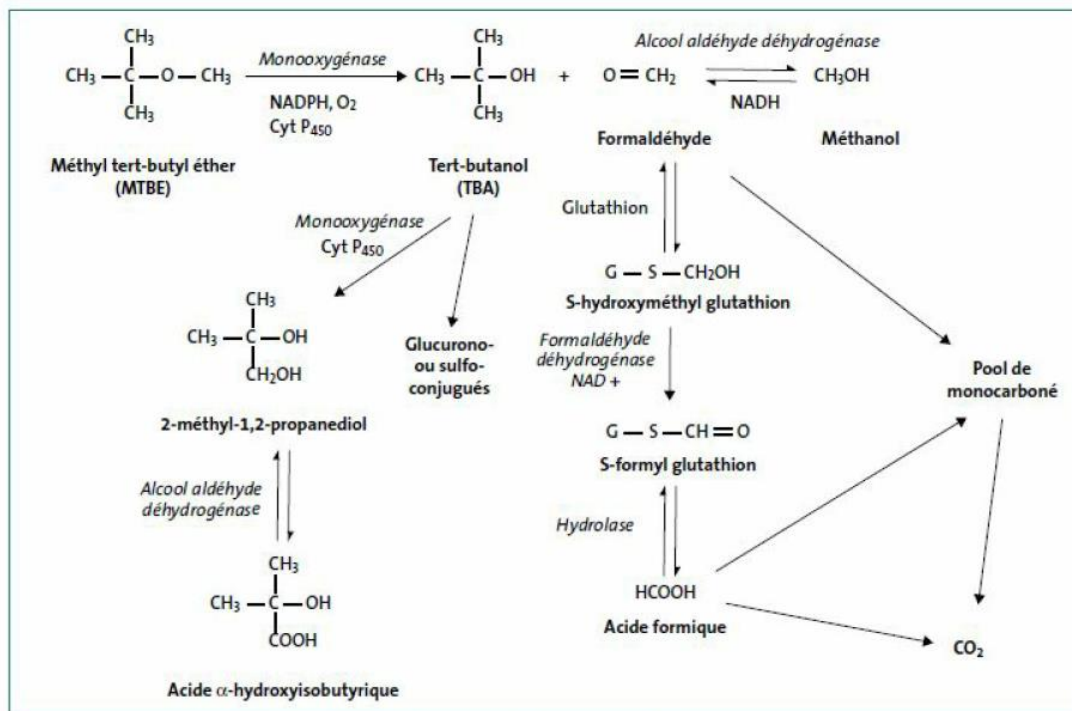 CH3
CH3 — C — O — CH3
CH3
Méthyl tert-butyl éther
(MTBE)
Monooxygénase
NADPH, O2
Cyt P450
CH3
CH3 — C — OH
CH3
Tert-butanol
(TBA)
+
O = CH2
Formaldéhyde
Alcool aldéhyde déhydrogénase
NADH
CH3OH
Méthanol
Monooxygénase
Cyt P450
Glutathion
G — S — CH2OH
S-hydroxyméthyl glutathion
CH3
CH3 — C — OH
CH2OH
2-méthyl-1,2-propanediol
Glucurono-
ou sulfo-
conjugués
Formaldéhyde
déhydrogénase
NAD +
Pool de
monocarboné
G — S — CH = O
S-formyl glutathion
Alcool aldéhyde
déhydrogénase
Hydrolase
CH3
CH3 — C — OH
COOH
Acide α-hydroxyisobutyrique
HCOOH
Acide formique
CO2